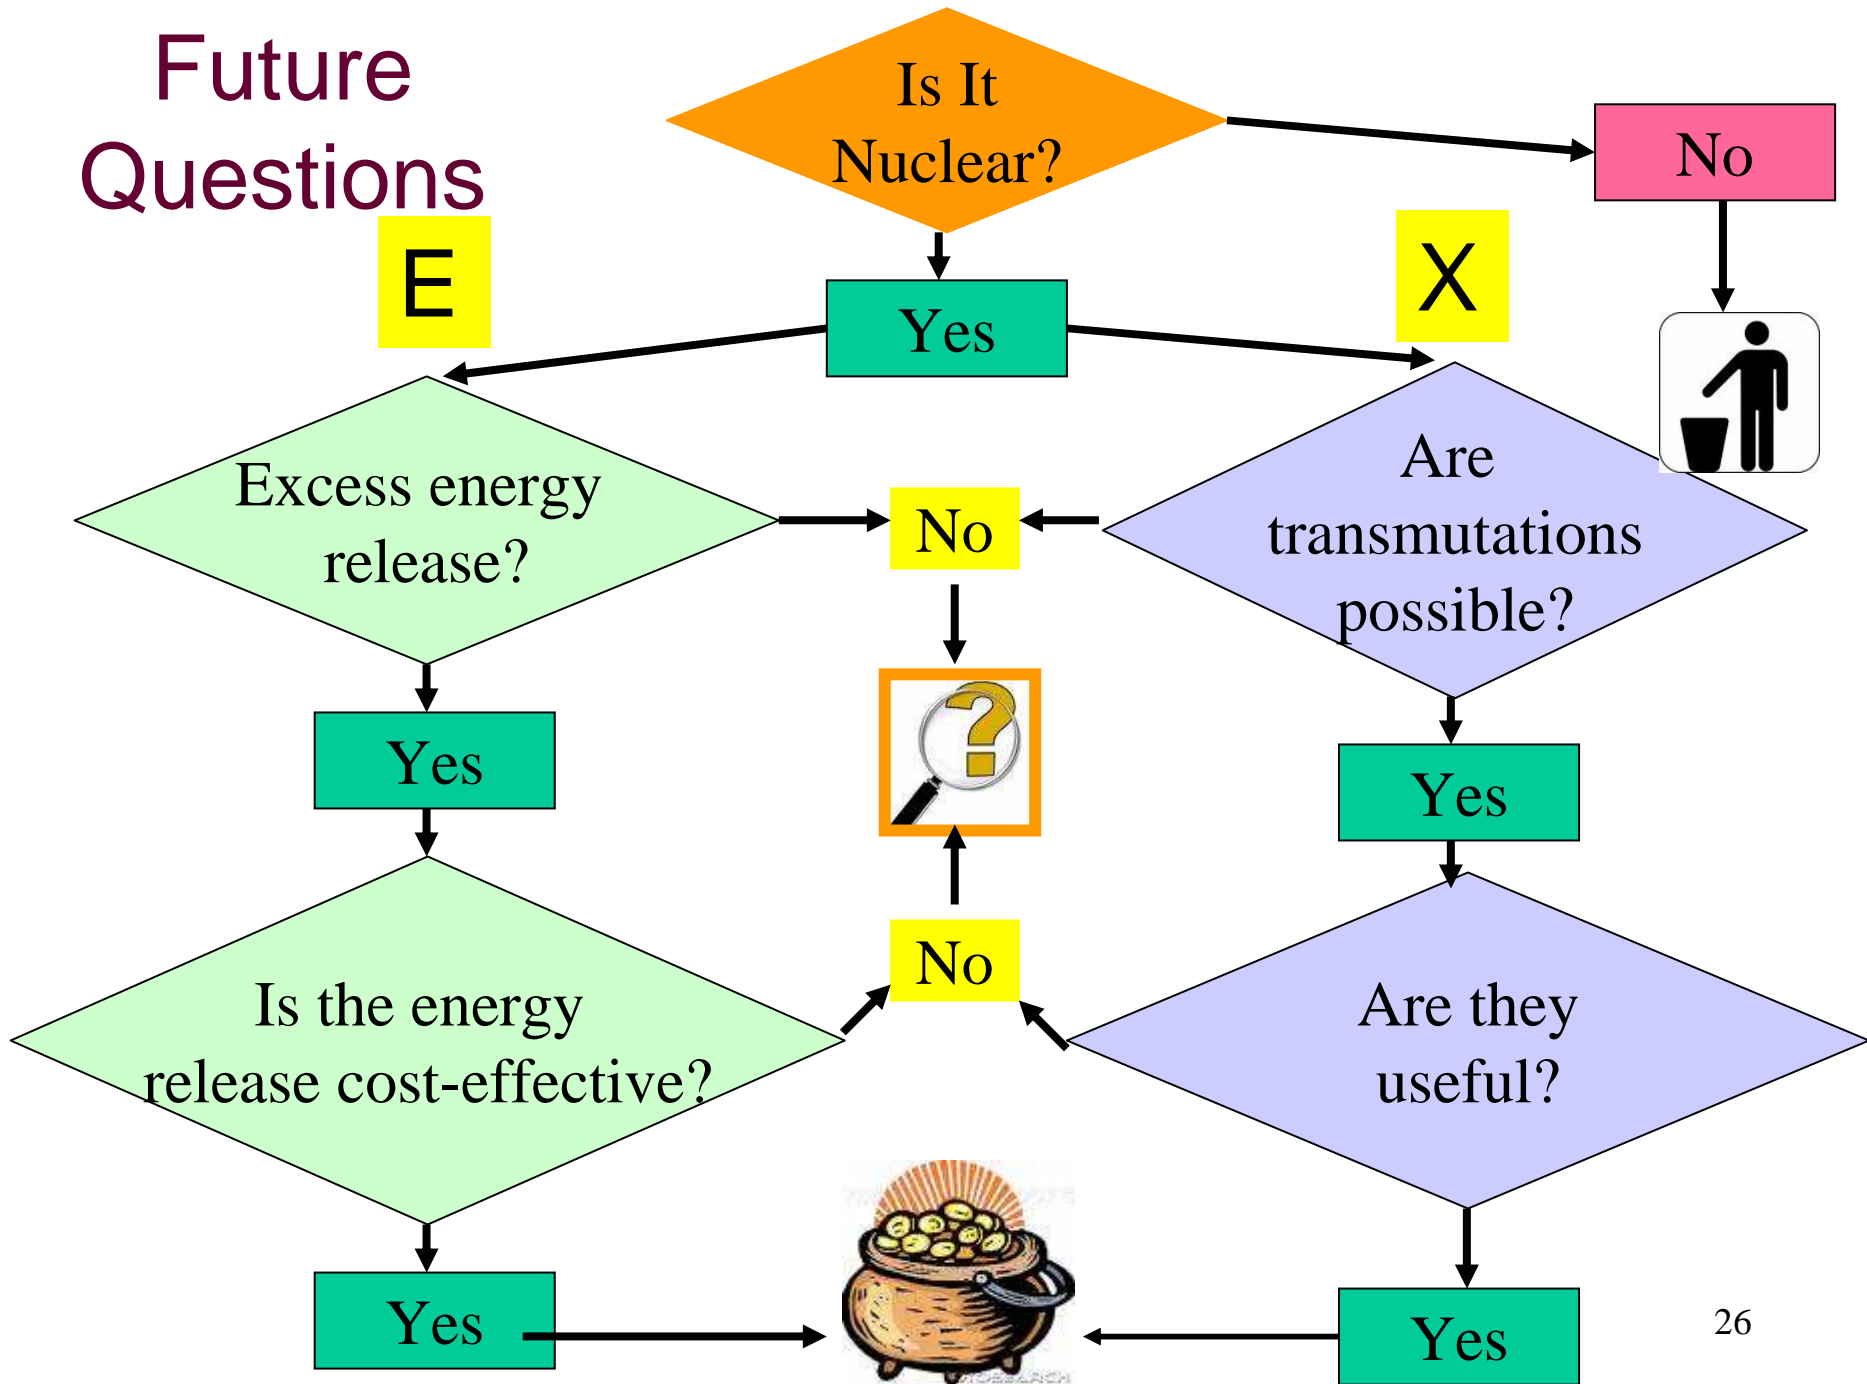 Future
Questions
Is It
Nuclear?
No
E
Yes
X
Excess energy
release?
No
Are
transmutations
possible?
Yes
Yes
Is the energy
release cost-effective?
No
Are they
useful?
Yes
Yes
26